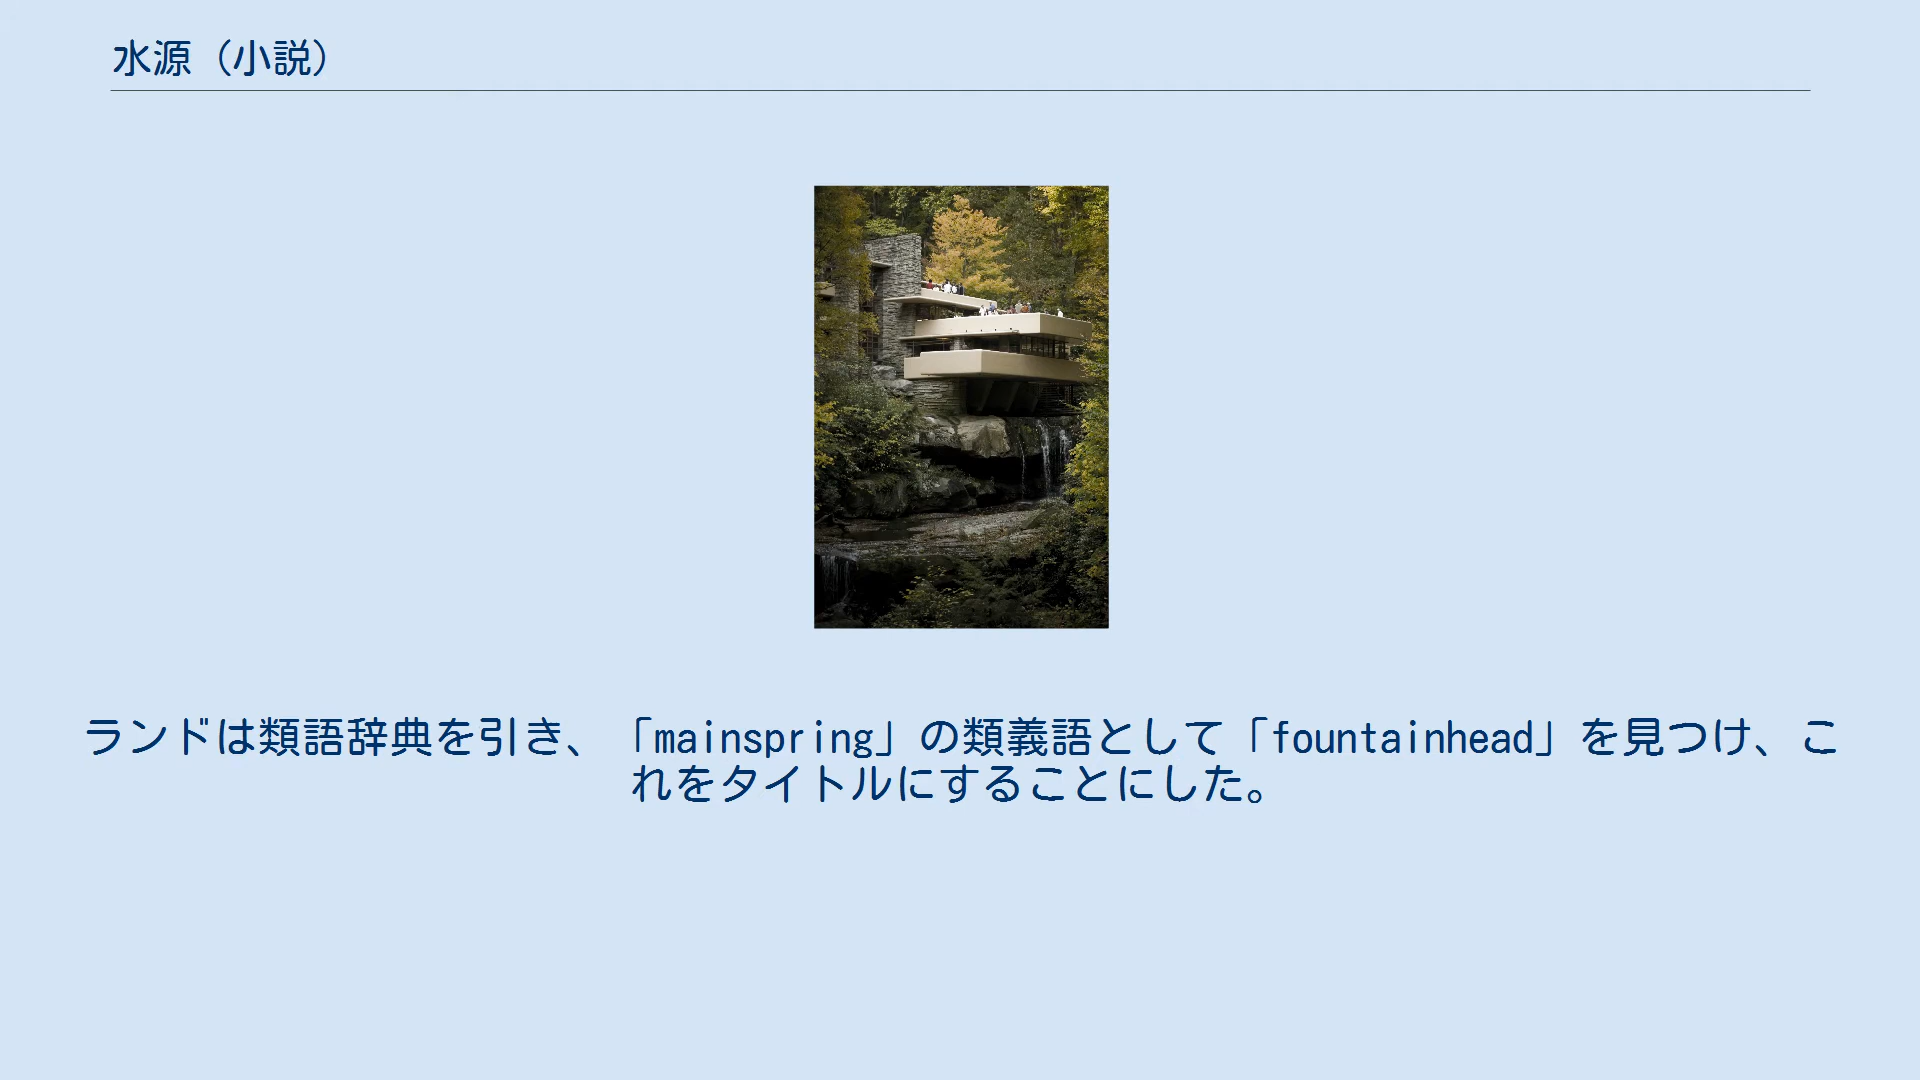 水源（小説）
ランドは類語辞典を引き、「mainspring」の類義語として「fountainhead」を見つけ、こ
れをタイトルにすることにした。